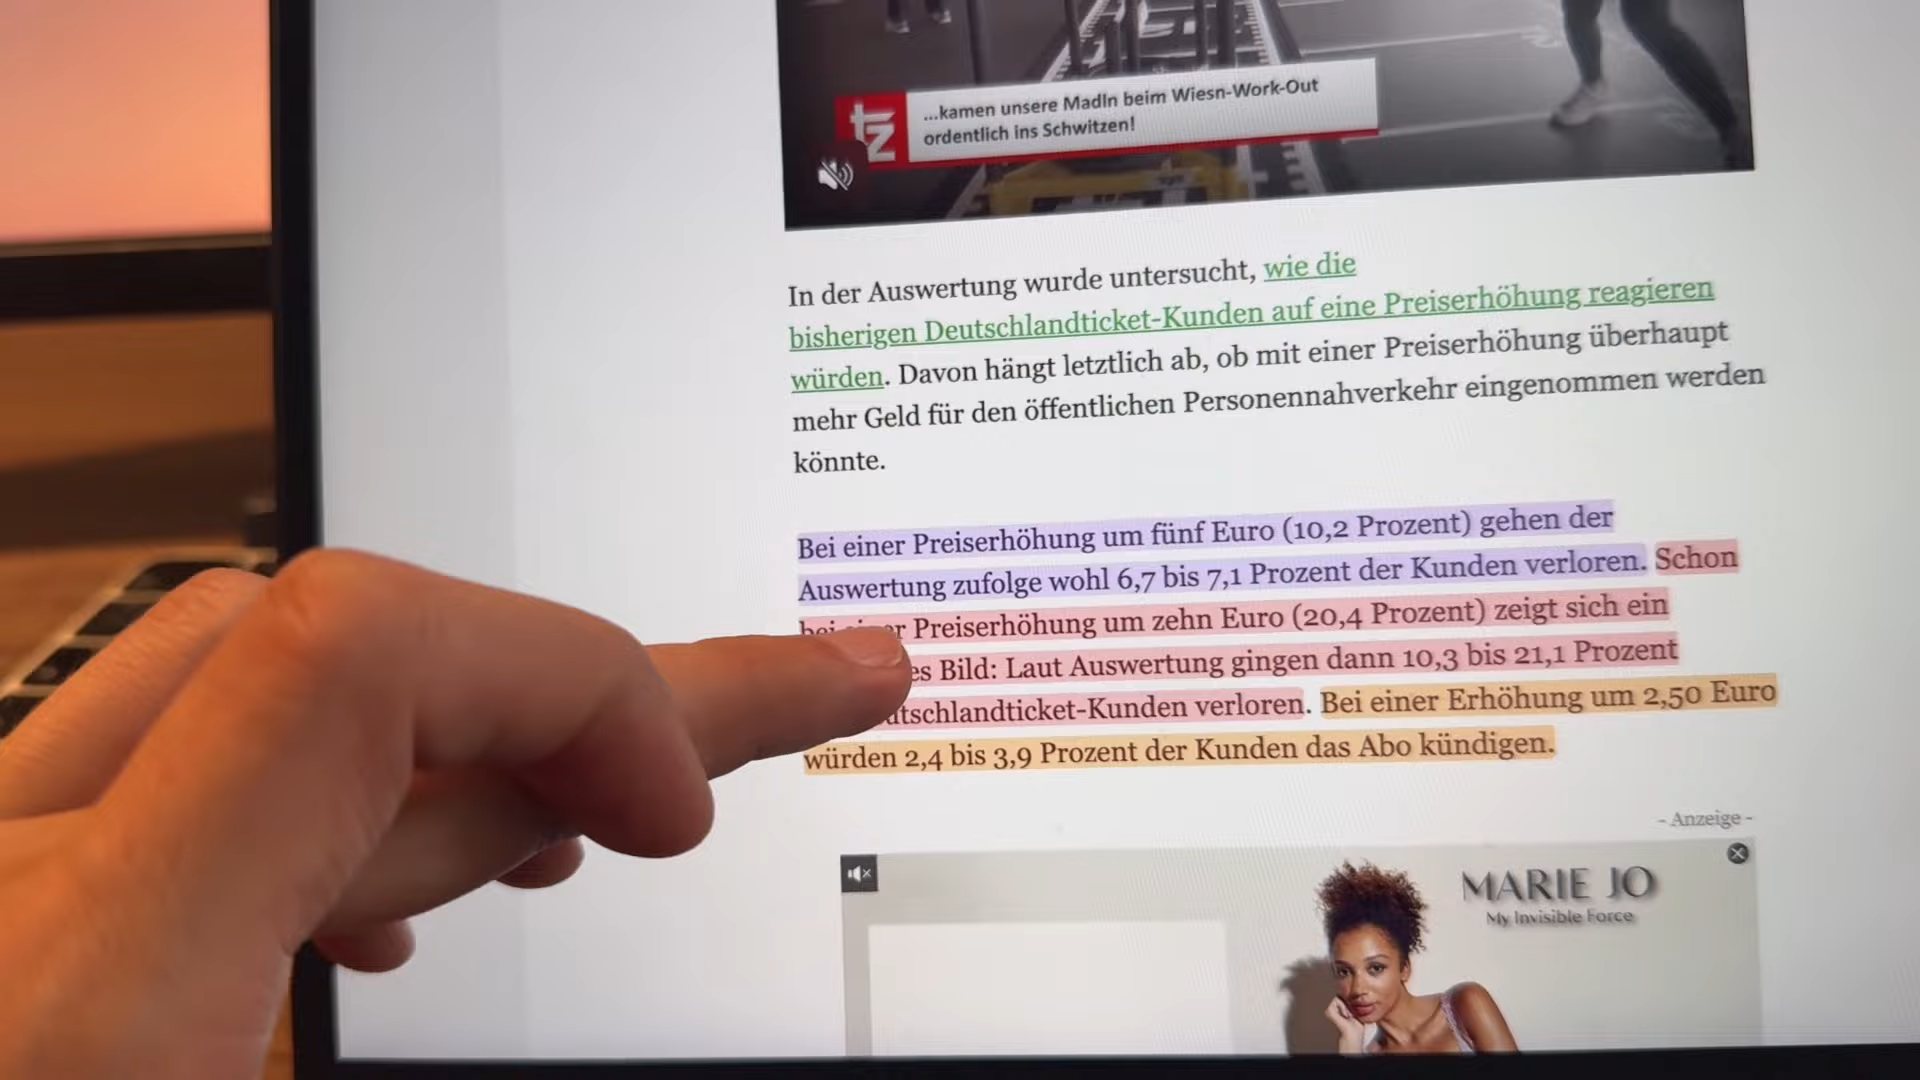 ...kamen unsere Madln beim Wiesn-Work-Out
ordentlich ins Schwitzen!
tz
In der Auswertung wurde untersucht, wie die
bisherigen Deutschlandticket-Kunden auf eine Preiserhöhung reagieren
würden. Davon hängt letztlich ab, ob mit einer Preiserhöhung überhaupt
mehr Geld für den öffentlichen Personennahverkehr eingenommen werden
könnte.
Bei einer Preiserhöhung um fünf Euro (10,2 Prozent) gehen der
Auswertung zufolge wohl 6,7 bis 7,1 Prozent der Kunden verloren. Schon
bei einer Preiserhöhung um zehn Euro (20,4 Prozent) zeigt sich ein
Bild: Laut Auswertung gingen dann 10,3 bis 21,1 Prozent
Kunden verloren. Bei einer Erhöhung um 2,50 Euro
würden 2,4 bis 3,9 Prozent der Kunden das Abo kündigen.
- Anzeige -
MARIE JO
My Invisible Force